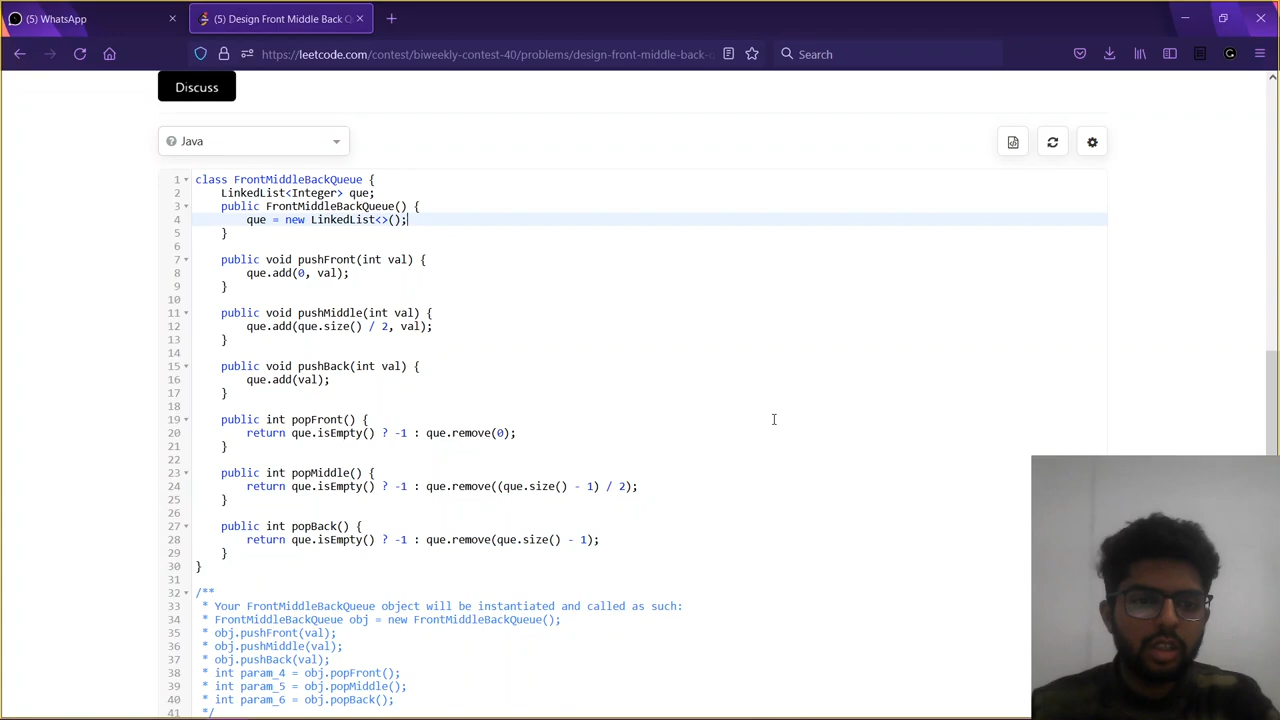 (5) WhatsApp
(5) Design Front Middle Back Q
https://leetcode.com/contest/biweekly-contest-40/problems/design-front-middle-back-
Search
Discuss
Java
1 class FrontMiddleBackQueue {
2 LinkedList<Integer> que;
3 public FrontMiddleBackQueue() {
4 que = new LinkedList<>();
5 }
6
7 public void pushFront(int val) {
8 que.add(0, val);
9 }
10
11 public void pushMiddle(int val) {
12 que.add(que.size() / 2, val);
13 }
14
15 public void pushBack(int val) {
16 que.add(val);
17 }
18
19 public int popFront() {
20 return que.isEmpty() ? -1 : que.remove(0);
21 }
22
23 public int popMiddle() {
24 return que.isEmpty() ? -1 : que.remove((que.size() - 1) / 2);
25 }
26
27 public int popBack() {
28 return que.isEmpty() ? -1 : que.remove(que.size() - 1);
29 }
30 }
31
32 /**
33 * Your FrontMiddleBackQueue object will be instantiated and called as such:
34 * FrontMiddleBackQueue obj = new FrontMiddleBackQueue();
35 * obj.pushFront(val);
36 * obj.pushMiddle(val);
37 * obj.pushBack(val);
38 * int param_4 = obj.popFront();
39 * int param_5 = obj.popMiddle();
40 * int param_6 = obj.popBack();
41 */